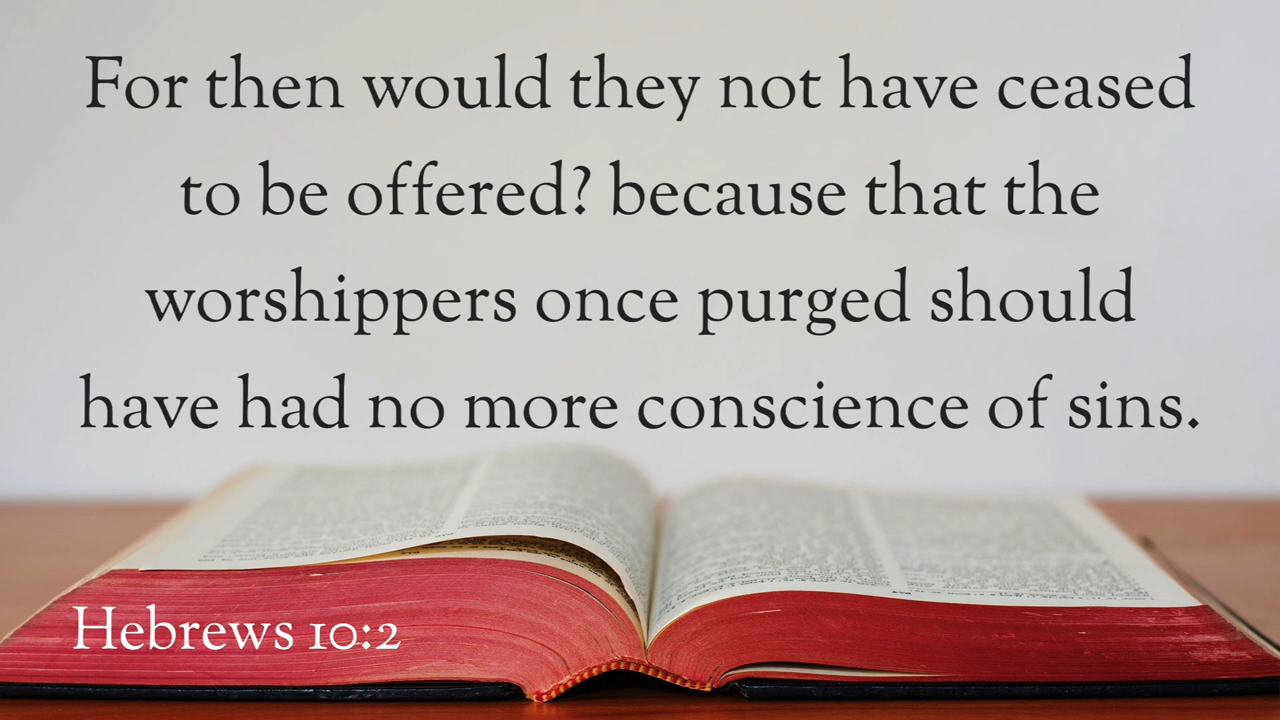 For then would they not have ceased
to be offered? because that the
worshippers once purged should
have had no more conscience of sins.
Hebrews 10:2